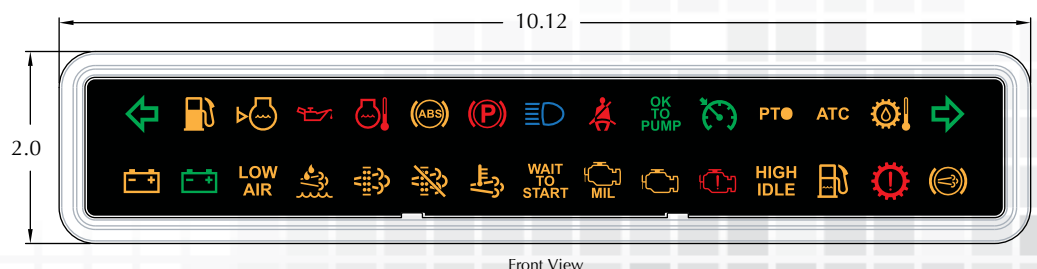 10.12
2.0
ABS
P
OK
TO
PUMP
PTO
ATC
LOW
AIR
WAIT
TO
START
MIL
HIGH
IDLE
Front View